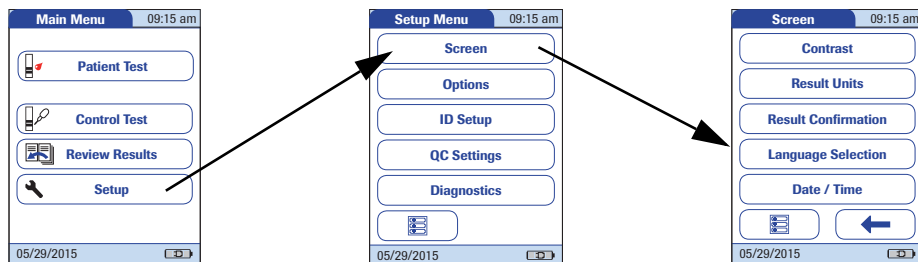 Main Menu 09:15 am
Patient Test
Control Test
Review Results
Setup
05/29/2015
Setup Menu 09:15 am
Screen
Options
ID Setup
QC Settings
Diagnostics
05/29/2015
Screen 09:15 am
Contrast
Result Units
Result Confirmation
Language Selection
Date / Time
05/29/2015